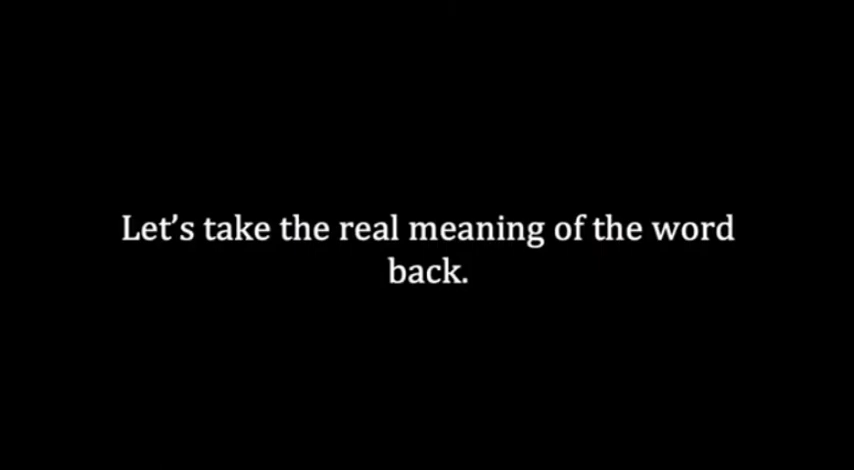 Let’s take the real meaning of the word
back.